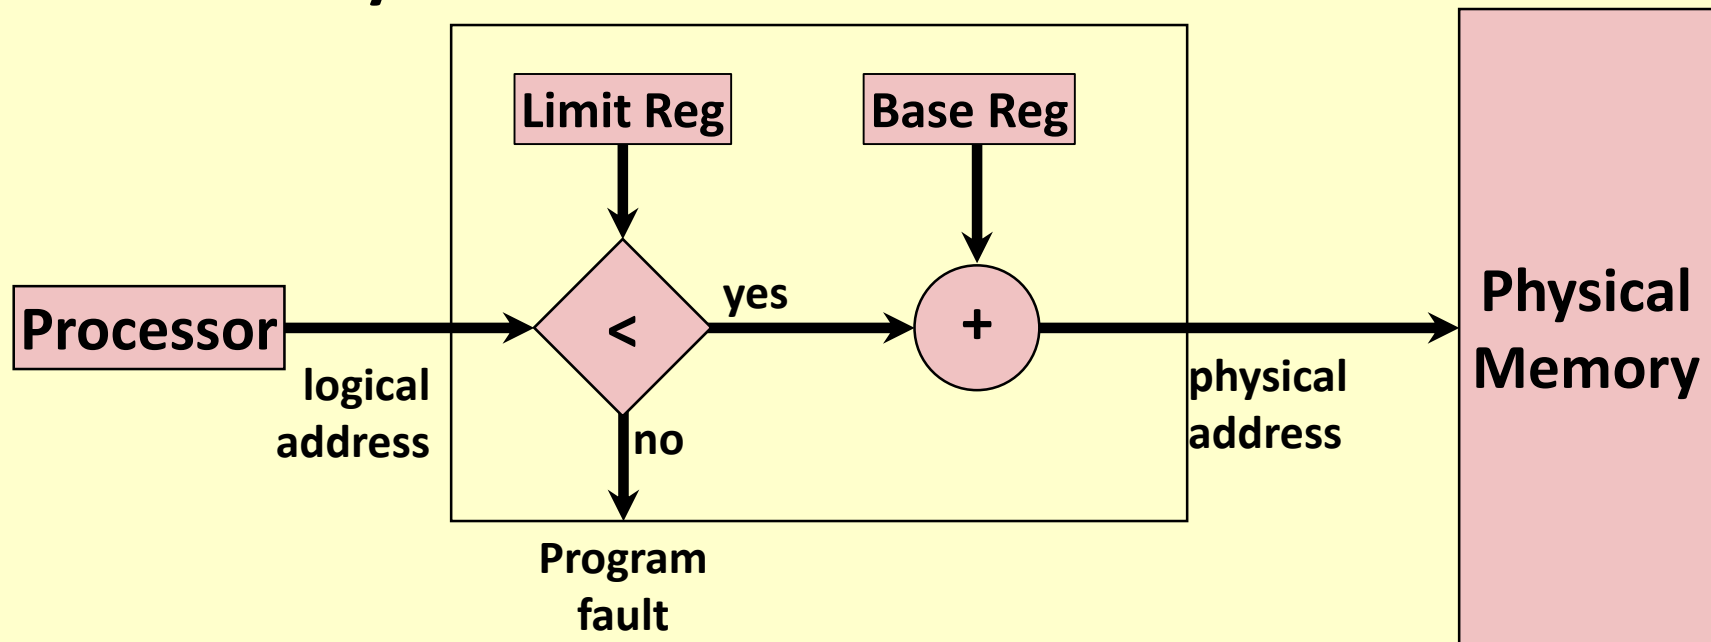 Limit Reg
Base Reg
Processor
<
yes
+
logical
address
no
physical
address
Physical
Memory
Program
fault